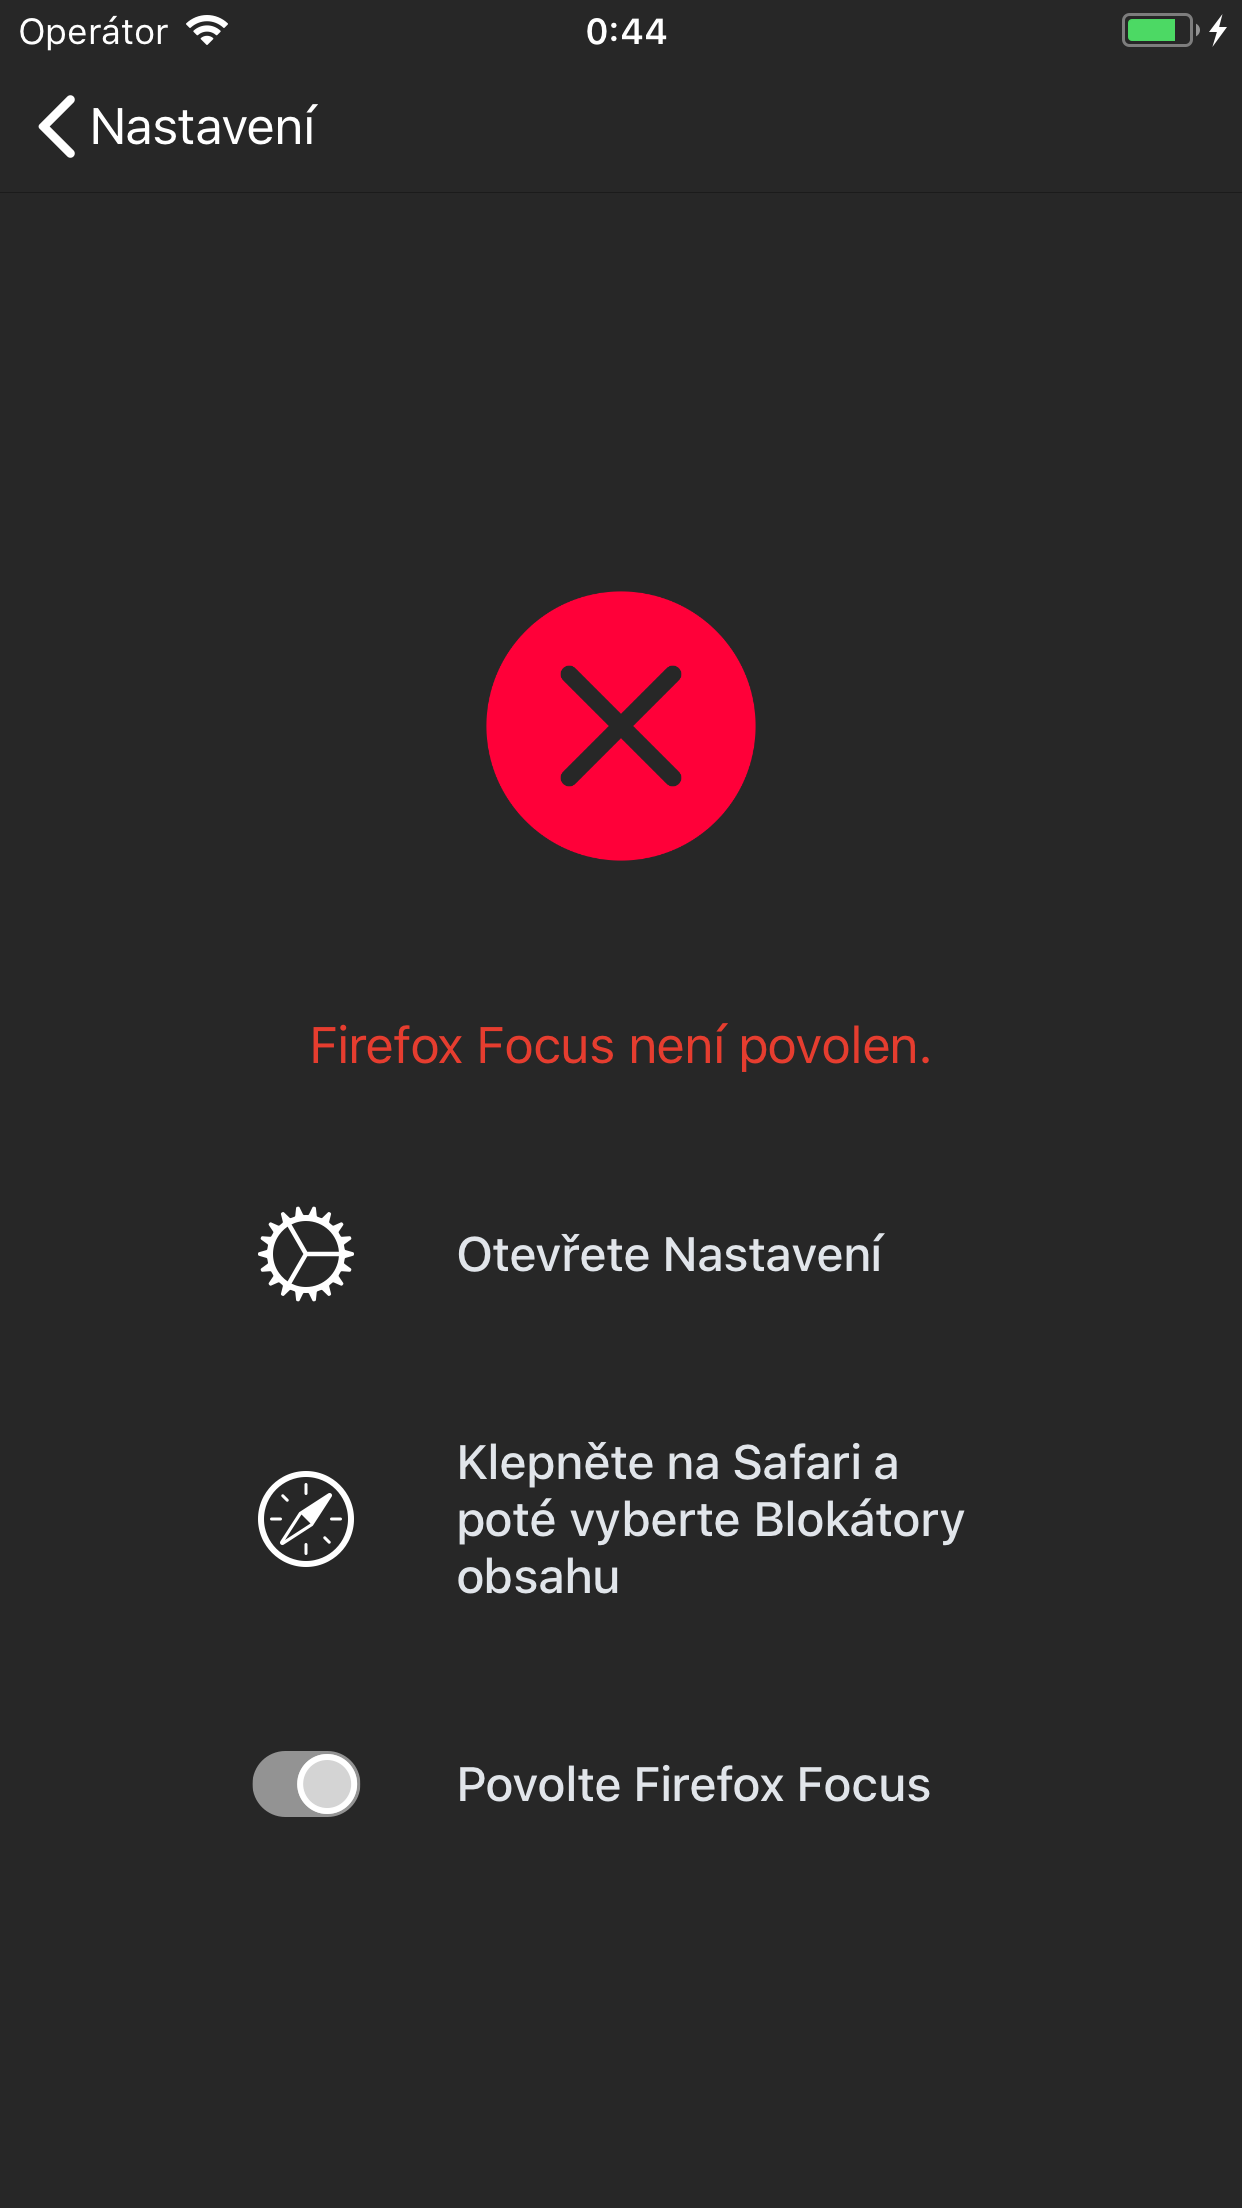 Operátor
0:44
Nastavení
Firefox Focus není povolen.
Otevřete Nastavení
Klepněte na Safari a
poté vyberte Blokátory
obsahu
Povolte Firefox Focus